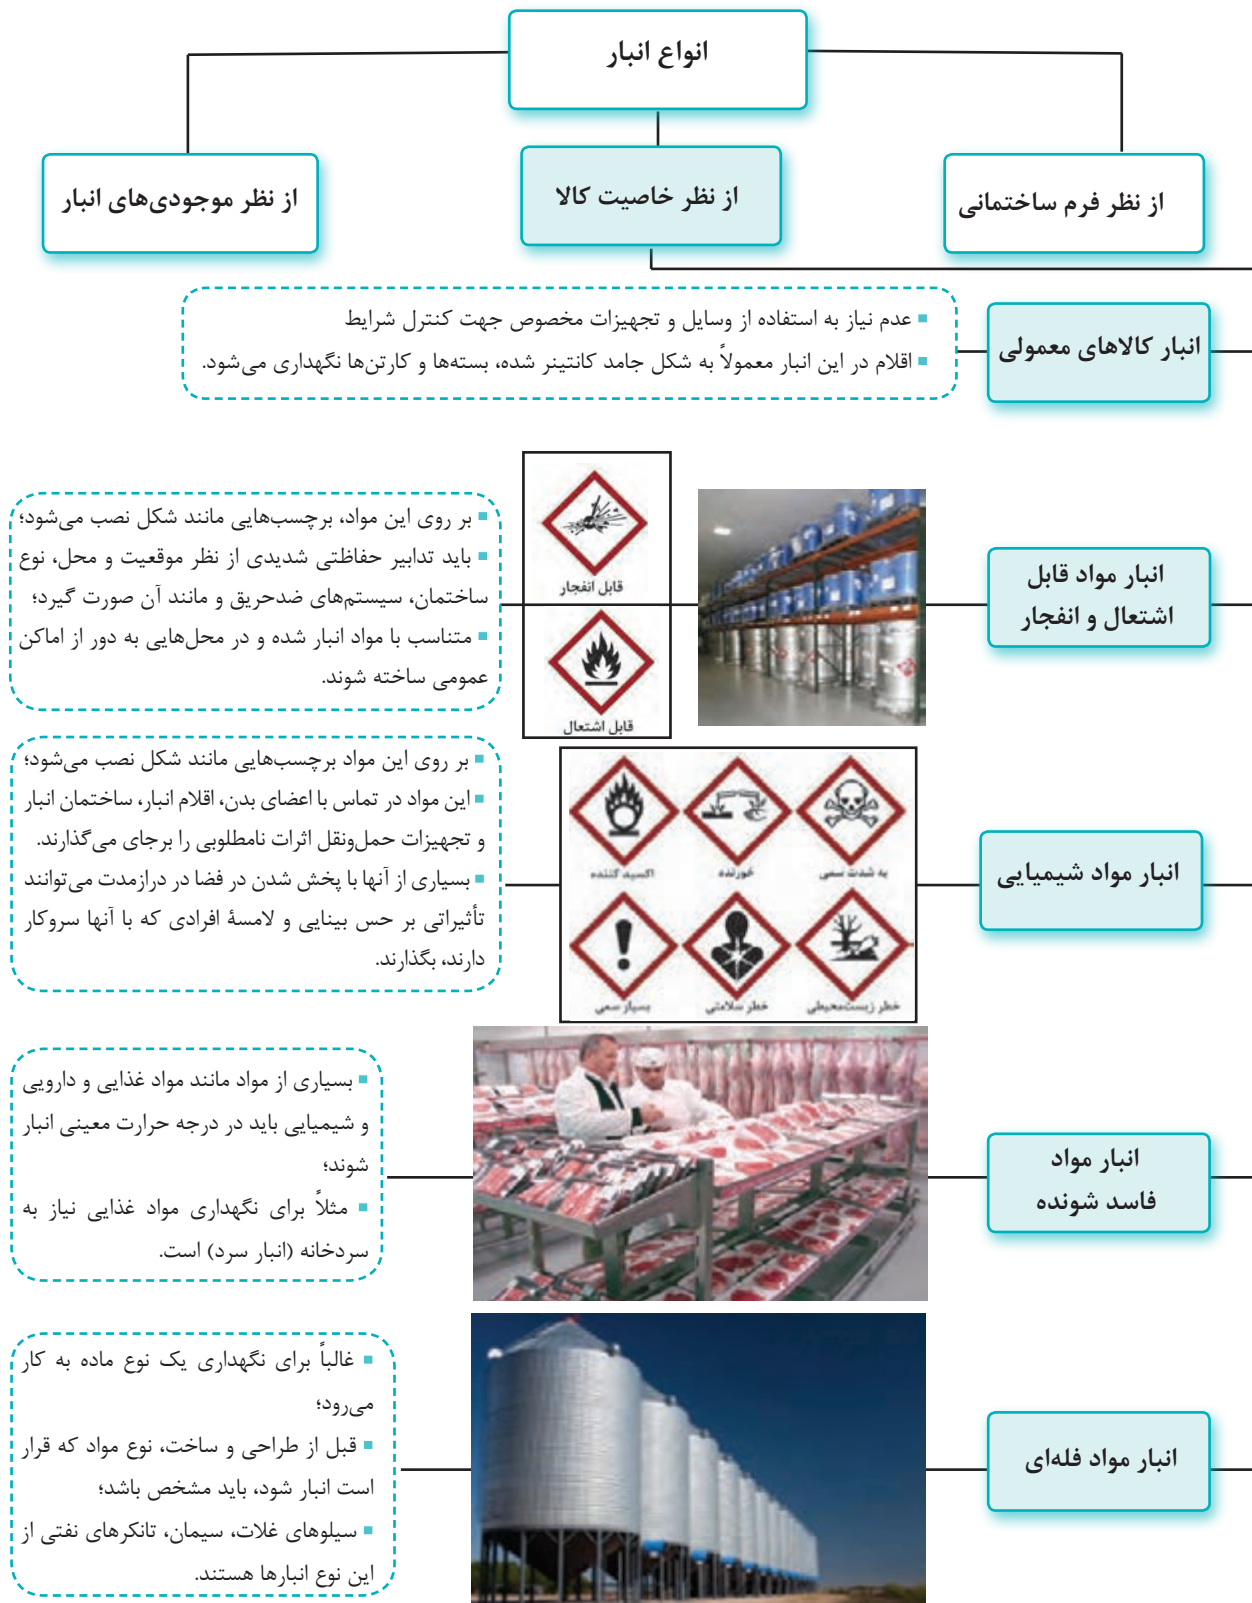 انواع انبار
از نظر فرم ساختمانی
از نظر خاصیت کالا
از نظر موجودی‌های انبار
انبار کالاهای معمولی
عدم نیاز به استفاده از وسایل و تجهیزات مخصوص جهت کنترل شرایط
اقلام در این انبار معمولاً به شکل جامد کانتینر شده، بسته‌ها و کارتن‌ها نگهداری می‌شود.
انبار مواد قابل
اشتعال و انفجار
قابل انفجار
قابل اشتعال
بر روی این مواد، برچسب‌هایی مانند شکل نصب می‌شود؛
باید تدابیر حفاظتی شدیدی از نظر موقعیت و محل، نوع
ساختمان، سیستم‌های ضدحریق و مانند آن صورت گیرد؛
متناسب با مواد انبار شده و در محل‌هایی به دور از اماکن
عمومی ساخته شوند.
انبار مواد شیمیایی
به شدت سمی
خورنده
اکسید کننده
خطر زیست‌محیطی
خطر سلامتی
بسیار سمی
بر روی این مواد برچسب‌هایی مانند شکل نصب می‌شود؛
این مواد در تماس با اعضای بدن، اقلام انبار، ساختمان انبار
و تجهیزات حمل‌ونقل اثرات نامطلوبی را برجای می‌گذارند.
بسیاری از آنها با پخش شدن در فضا در درازمدت می‌توانند
تأثیراتی بر حس بینایی و لامسۀ افرادی که با آنها سروکار
دارند، بگذارند.
انبار مواد
فاسد شونده
بسیاری از مواد مانند مواد غذایی و دارویی
و شیمیایی باید در درجه حرارت معینی انبار
شوند؛
مثلاً برای نگهداری مواد غذایی نیاز به
سردخانه (انبار سرد) است.
انبار مواد فله‌ای
غالباً برای نگهداری یک نوع ماده به کار
می‌رود؛
قبل از طراحی و ساخت، نوع مواد که قرار
است انبار شود، باید مشخص باشد؛
سیلوهای غلات، سیمان، تانکرهای نفتی از
این نوع انبارها هستند.